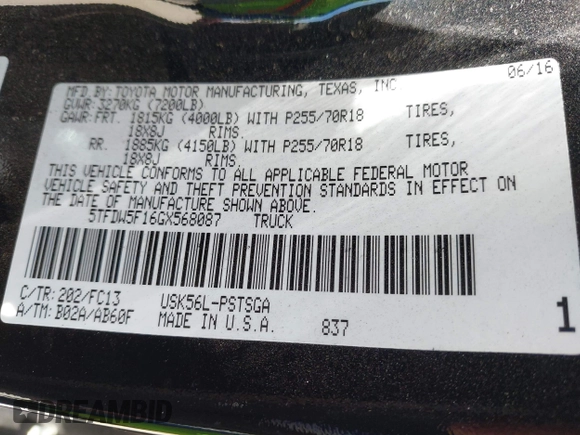 MFD.BY:TOYOTA MOTOR MANUFACTURING, TEXAS, INC. 06/16
GVWR:3270KG (7200LB)
GAWR:FRT. 1815KG (4000LB) WITH P255/70R18 TIRES,
18X8J RIMS.
RR. 1885KG (4150LB) WITH P255/70R18 TIRES,
18X8J RIMS.
THIS VEHICLE CONFORMS TO ALL APPLICABLE FEDERAL MOTOR
VEHICLE SAFETY AND THEFT PREVENTION STANDARDS IN EFFECT ON
THE DATE OF MANUFACTURE SHOWN ABOVE.
5TFDW5F16GX568087 TRUCK
C/TR:202/FC13 USK56L-PSTSGA
A/TM:B02A/AB60F MADE IN U.S.A. 837 1
DREAMBID